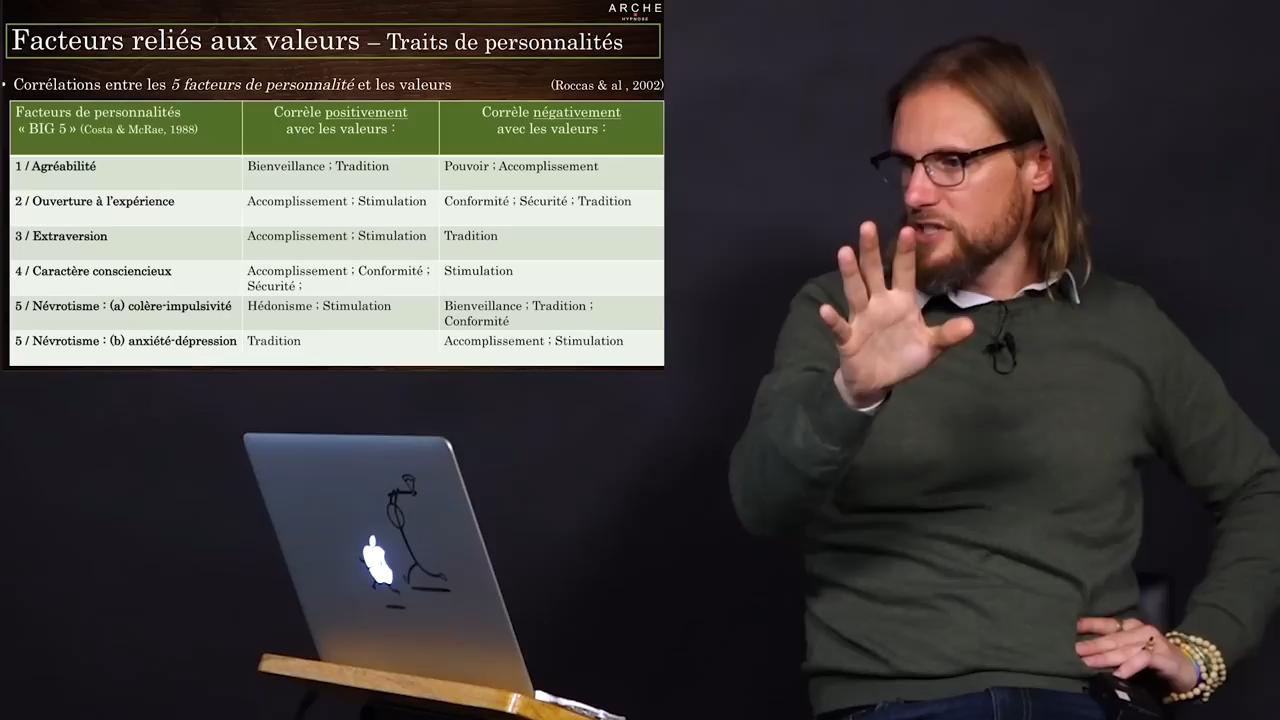 ARCHE
HYPNOSE
Facteurs reliés aux valeurs – Traits de personnalités
• Corrélations entre les 5 facteurs de personnalité et les valeurs (Roccas & al , 2002)
Facteurs de personnalités
« BIG 5 » (Costa & McRae, 1988)
Corrèle positivement
avec les valeurs :
Corrèle négativement
avec les valeurs :
1 / Agréabilité
Bienveillance ; Tradition
Pouvoir ; Accomplissement
2 / Ouverture à l'expérience
Accomplissement ; Stimulation
Conformité ; Sécurité ; Tradition
3 / Extraversion
Accomplissement ; Stimulation
Tradition
4 / Caractère consciencieux
Accomplissement ; Conformité ;
Sécurité ;
Stimulation
5 / Névrotisme : (a) colère-impulsivité
Hédonisme ; Stimulation
Bienveillance ; Tradition ;
Conformité
5 / Névrotisme : (b) anxiété-dépression
Tradition
Accomplissement ; Stimulation